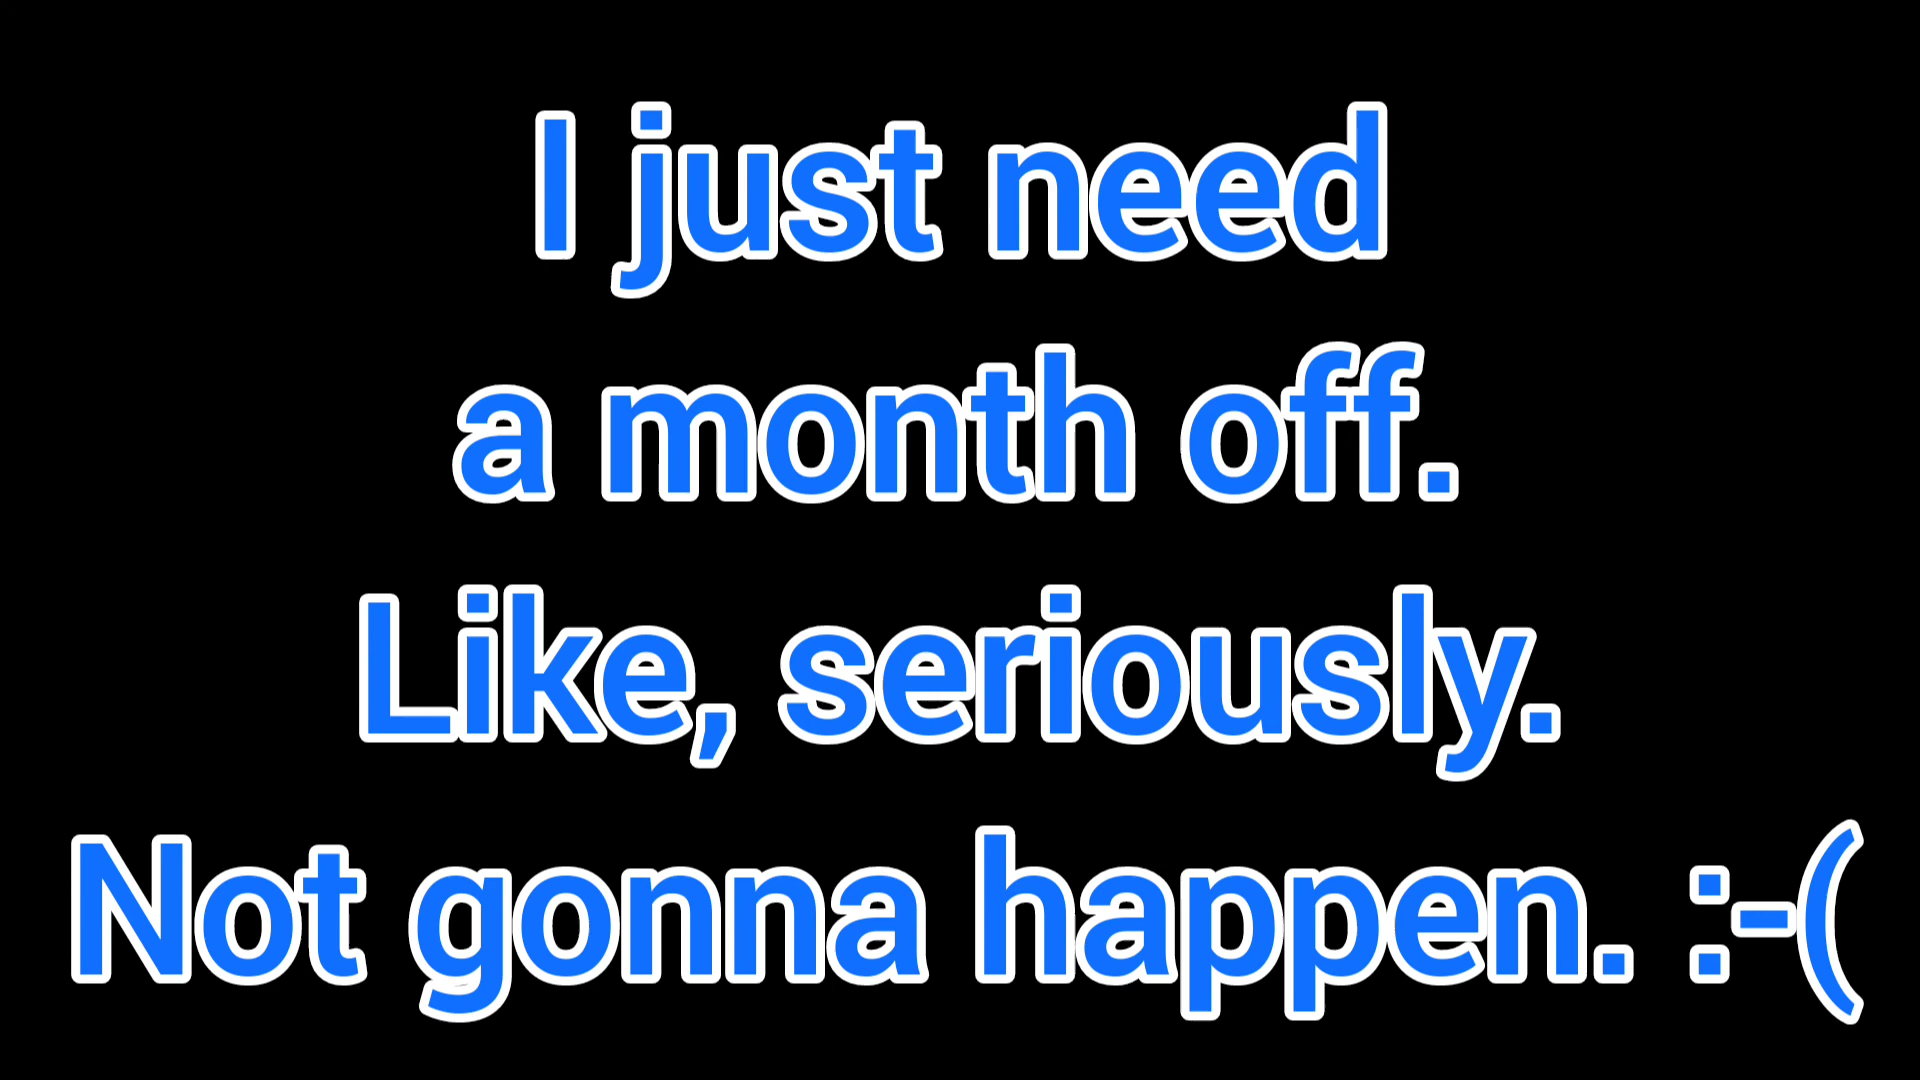 I just need
a month off.
Like, seriously.
Not gonna happen. :-(